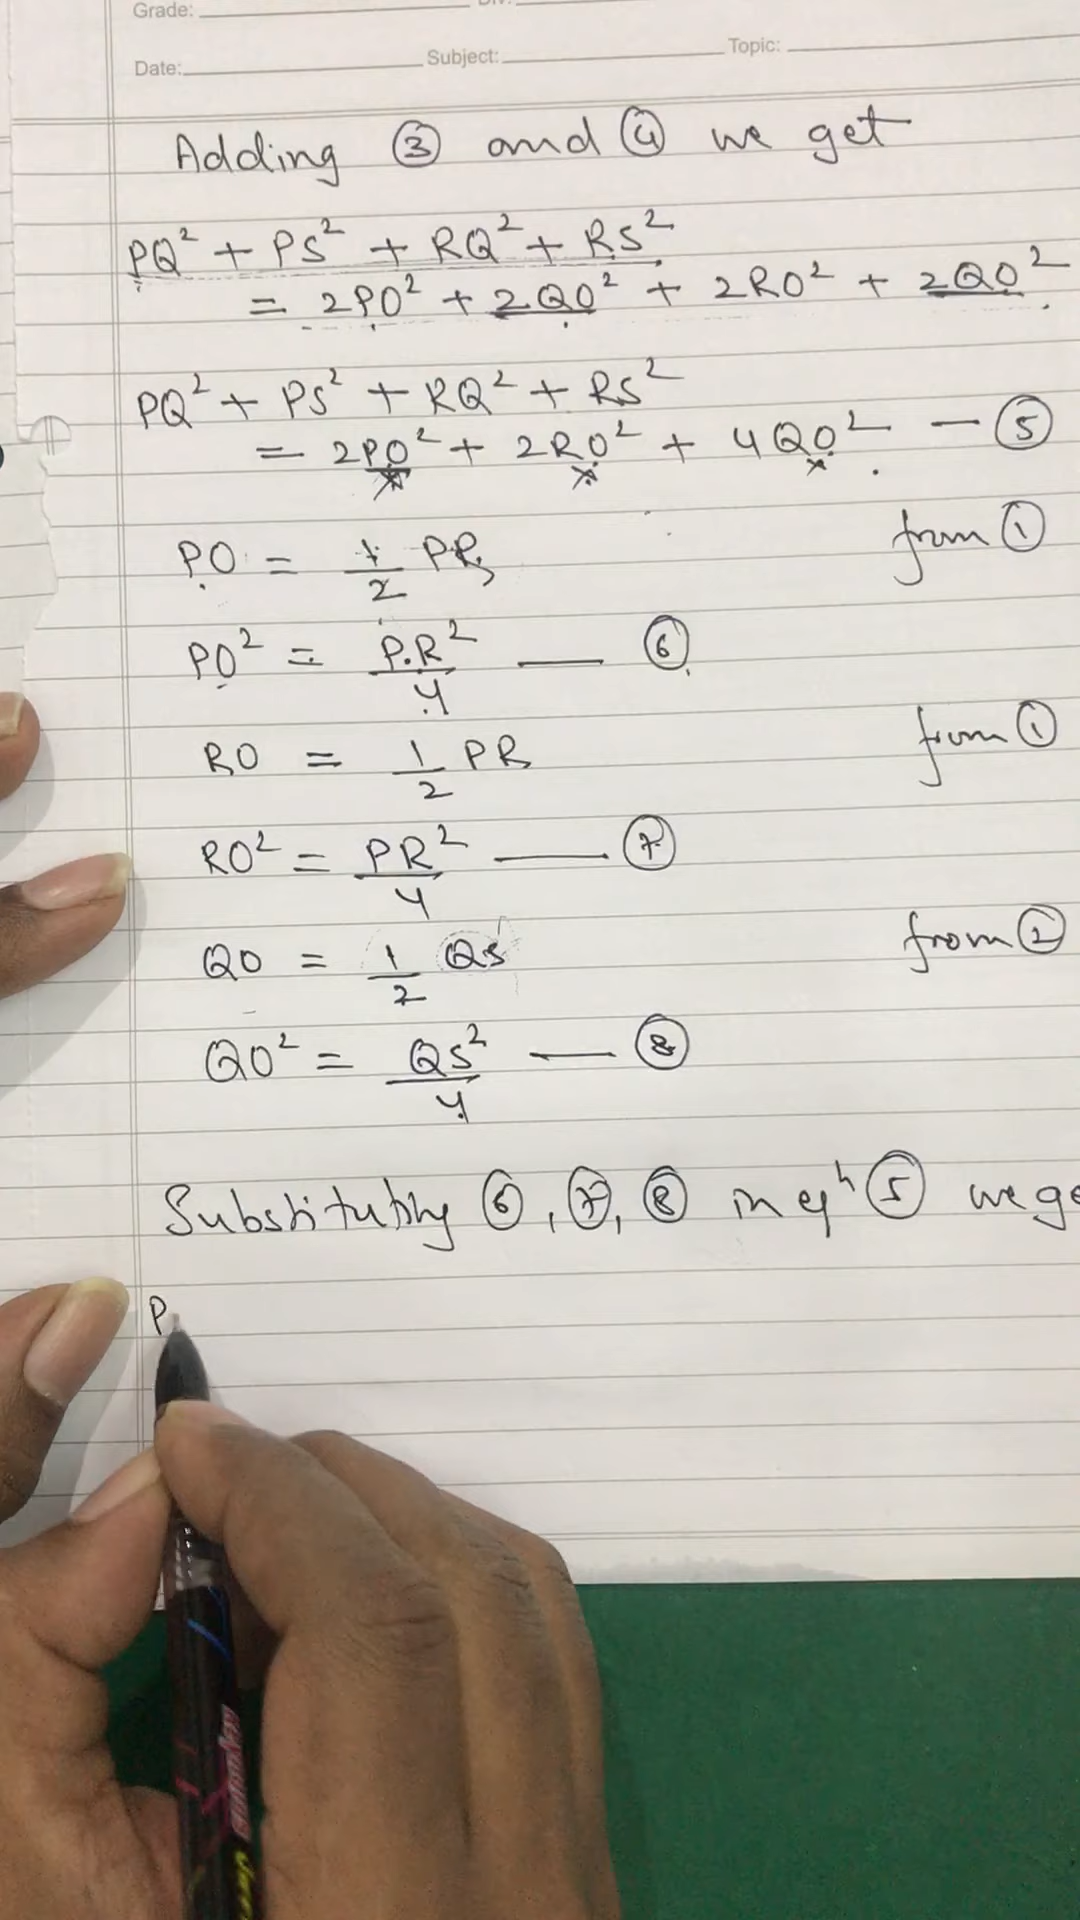 Grade: Div:
Date: Subject: Topic:
Adding ③ and ④ we get
PQ² + PS² + RQ² + RS²
= 2PO² + 2QO² + 2RO² + 2QO²
PQ² + PS² + RQ² + RS²
= 2PO² + 2RO² + 4QO² — ⑤
PO = 1/2 PR from ①
PO² = PR²/4 — ⑥
RO = 1/2 PR from ①
RO² = PR²/4 — ⑦
QO = 1/2 QS from ②
QO² = QS²/4 — ⑧
Substituting ⑥, ⑦, ⑧ in eqⁿ ⑤ we ge
P